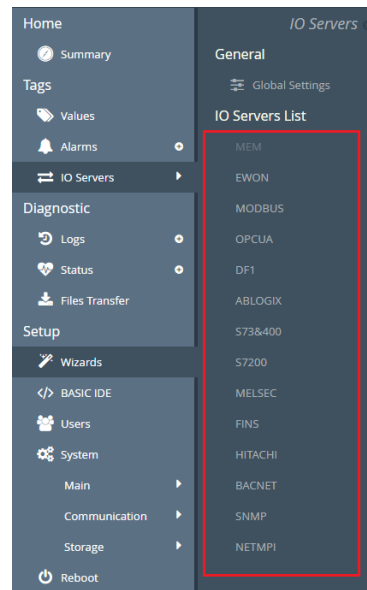 Home
Summary
Tags
Values
Alarms
IO Servers
Diagnostic
Logs
Status
Files Transfer
Setup
Wizards
</> BASIC IDE
Users
System
Main
Communication
Storage
Reboot
IO Servers
General
Global Settings
IO Servers List
MEM
EWON
MODBUS
OPCUA
DF1
ABLOGIX
S73&400
S7200
MELSEC
FINS
HITACHI
BACNET
SNMP
NETMPI